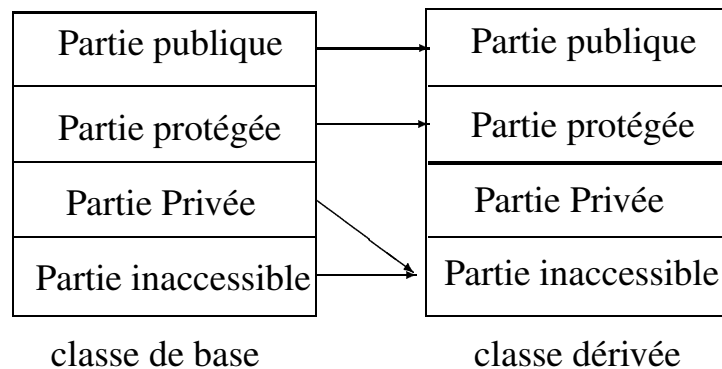 Partie publique
Partie protégée
Partie Privée
Partie inaccessible
classe de base
Partie publique
Partie protégée
Partie Privée
Partie inaccessible
classe dérivée